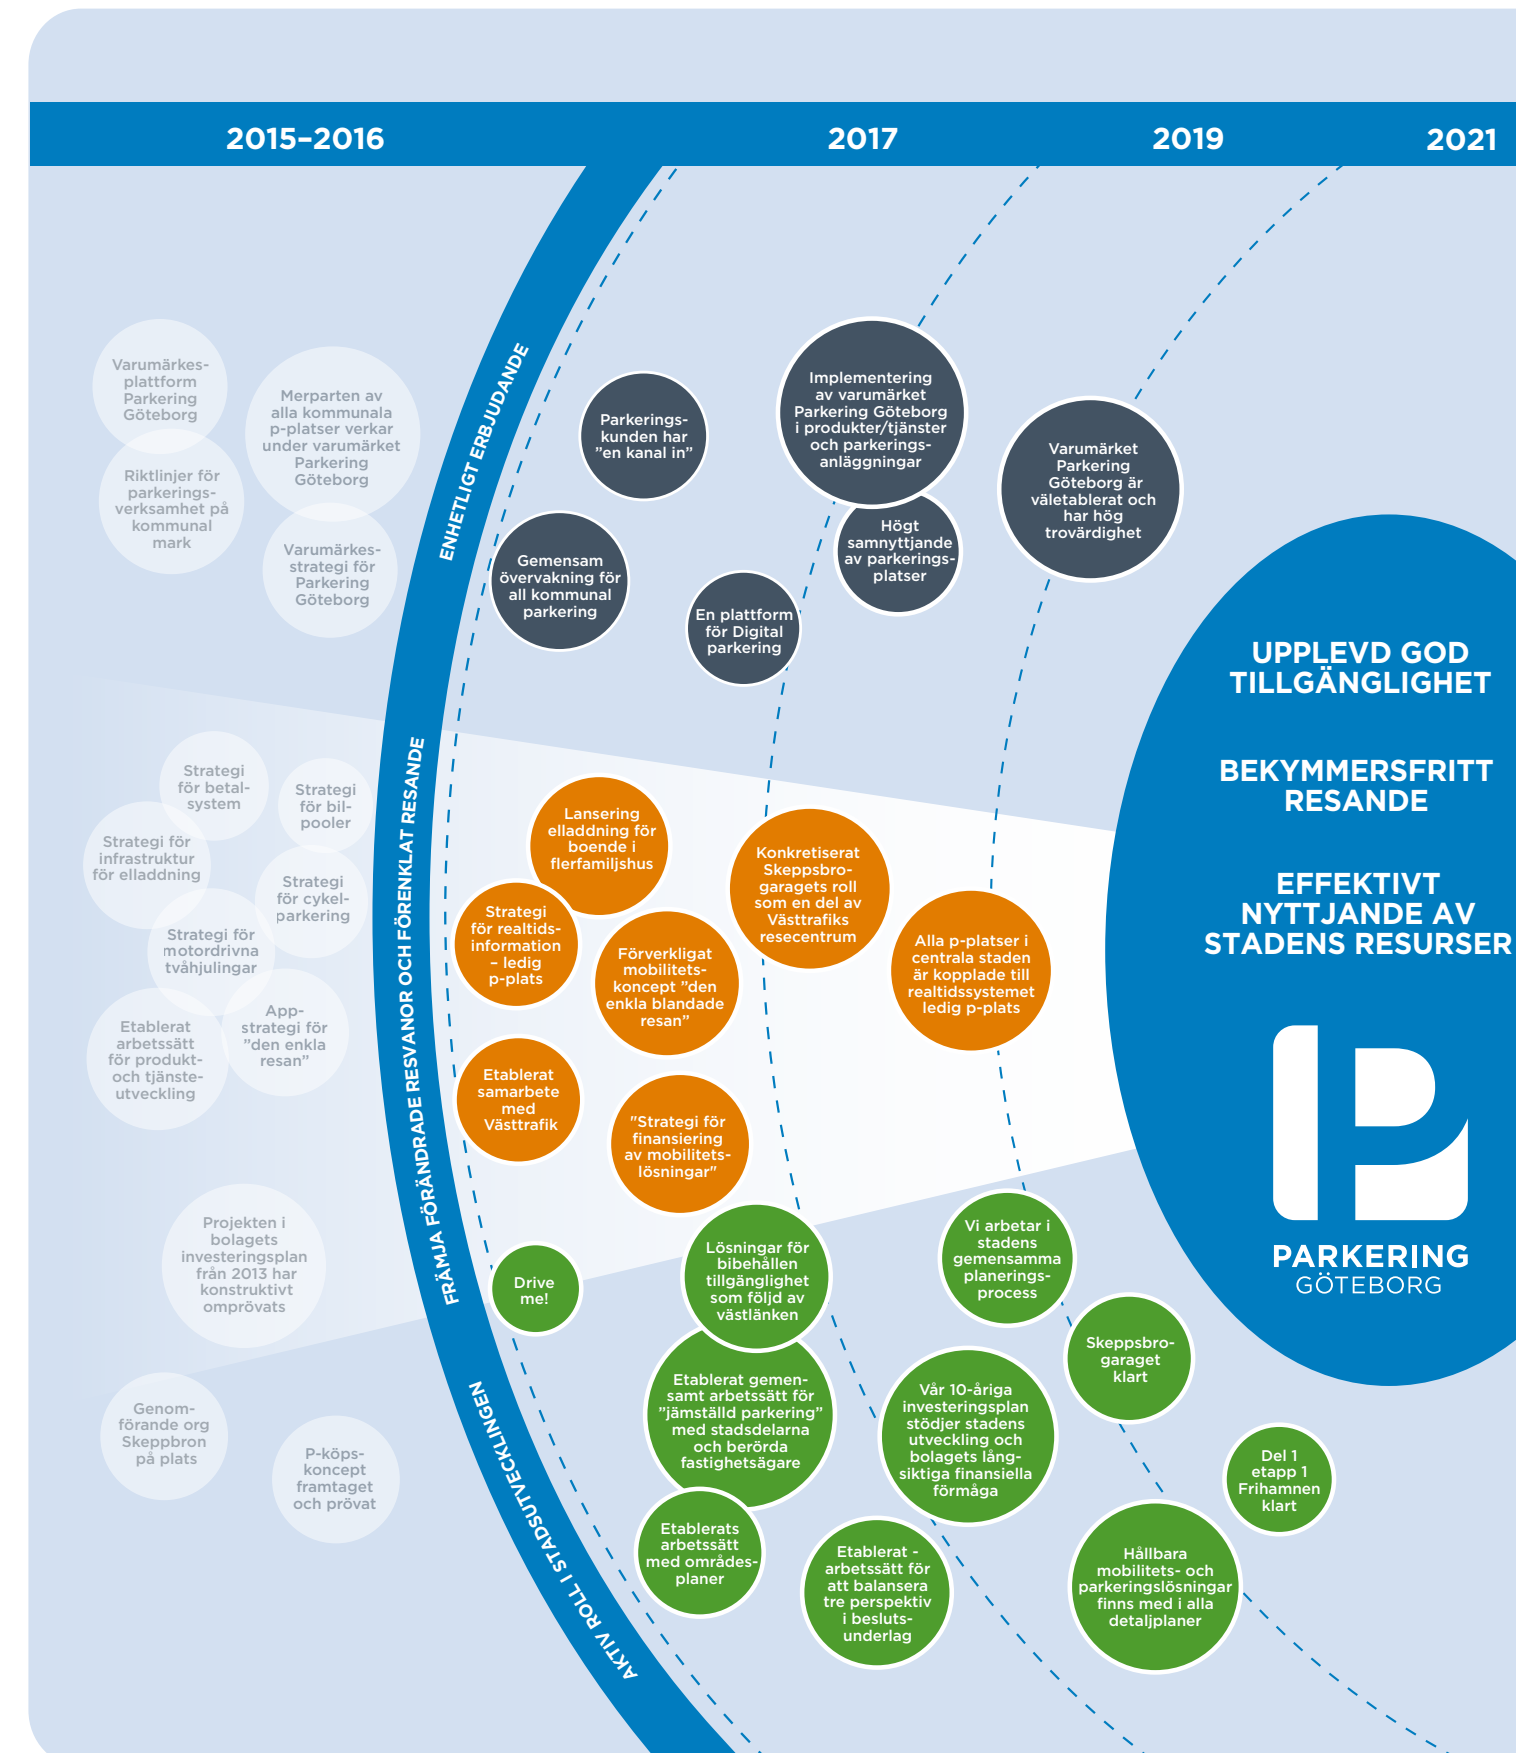 2015–2016
2017
2019
2021
ENHETLIGT ERBJUDANDE
FRÄMJA FÖRÄNDRADE RESVANOR OCH FÖRENKLAT RESANDE
AKTIV ROLL I STADSUTVECKLINGEN
Varumärkes-
plattform
Parkering
Göteborg
Merparten av
alla kommunala
p-platser verkar
under varumärket
Parkering
Göteborg
Riktlinjer för
parkerings-
verksamhet på
kommunal
mark
Varumärkes-
strategi för
Parkering
Göteborg
Parkerings-
kunden har
”en kanal in”
Gemensam
övervakning för
all kommunal
parkering
En plattform
för Digital
parkering
Implementering
av varumärket
Parkering Göteborg
i produkter/tjänster
och parkerings-
anläggningar
Högt
samnyttjande
av parkerings-
platser
Varumärket
Parkering
Göteborg är
väletablerat och
har hög
trovärdighet
Strategi
för betal-
system
Strategi
för bil-
pooler
Strategi för
infrastruktur
för elladdning
Strategi
för cykel-
parkering
Strategi för
motordrivna
tvåhjulingar
App-
strategi för
”den enkla
resan”
Etablerat
arbetssätt
för produkt-
och tjänste-
utveckling
Lansering
elladdning för
boende i
flerfamiljshus
Strategi
för realtids-
information
– ledig
p-plats
Förverkligat
mobilitets-
koncept ”den
enkla blandade
resan”
Etablerat
samarbete
med
Västtrafik
"Strategi för
finansiering
av mobilitets-
lösningar"
Konkretiserat
Skeppsbro-
garagets roll
som en del av
Västtrafiks
resecentrum
Alla p-platser i
centrala staden
är kopplade till
realtidssystemet
ledig p-plats
Projekten i
bolagets
investeringsplan
från 2013 har
konstruktivt
omprövats
Genom-
förande org
Skeppbron
på plats
P-köps-
koncept
framtaget
och prövat
Drive
me!
Lösningar för
bibehållen
tillgänglighet
som följd av
västlänken
Etablerat gemen-
samt arbetssätt för
”jämställd parkering”
med stadsdelarna
och berörda
fastighetsägare
Etablerats
arbetssätt
med områdes-
planer
Etablerat -
arbetssätt för
att balansera
tre perspektiv
i besluts-
underlag
Vår 10-åriga
investeringsplan
stödjer stadens
utveckling och
bolagets lång-
siktiga finansiella
förmåga
Vi arbetar i
stadens
gemensamma
planerings-
process
Skeppsbro-
garaget
klart
Del 1
etapp 1
Frihamnen
klart
Hållbara
mobilitets- och
parkeringslösningar
finns med i alla
detaljplaner
UPPLEVD GOD
TILLGÄNGLIGHET
BEKYMMERSFRITT
RESANDE
EFFEKTIVT
NYTTJANDE AV
STADENS RESURSER
PARKERING
GÖTEBORG